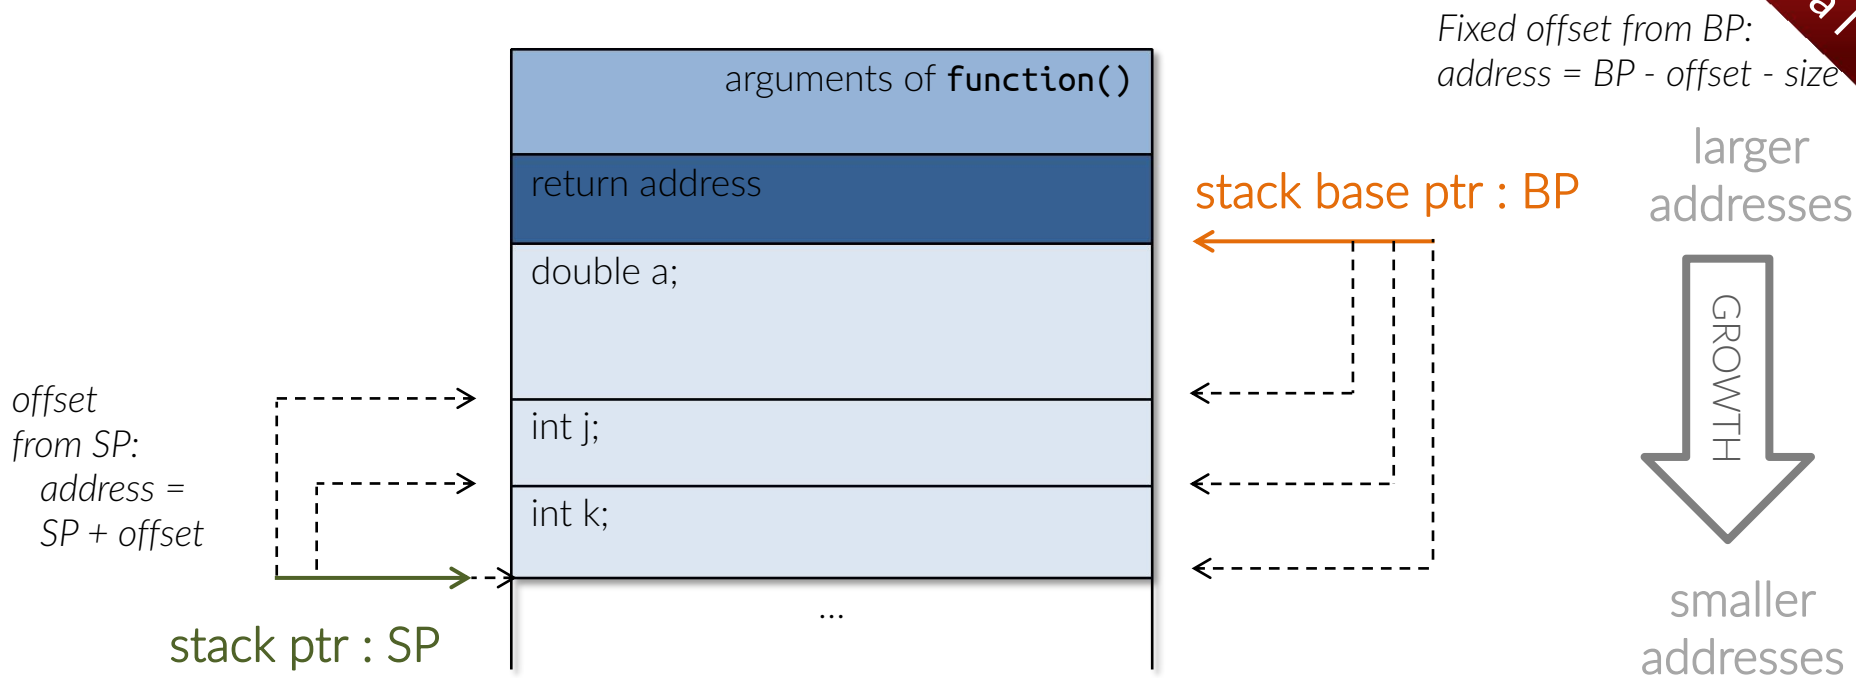 Fixed offset from BP:
address = BP - offset - size
arguments of function()
larger
addresses
return address
stack base ptr : BP
double a;
GROWTH
offset
from SP:
address =
SP + offset
int j;
int k;
...
stack ptr : SP
smaller
addresses